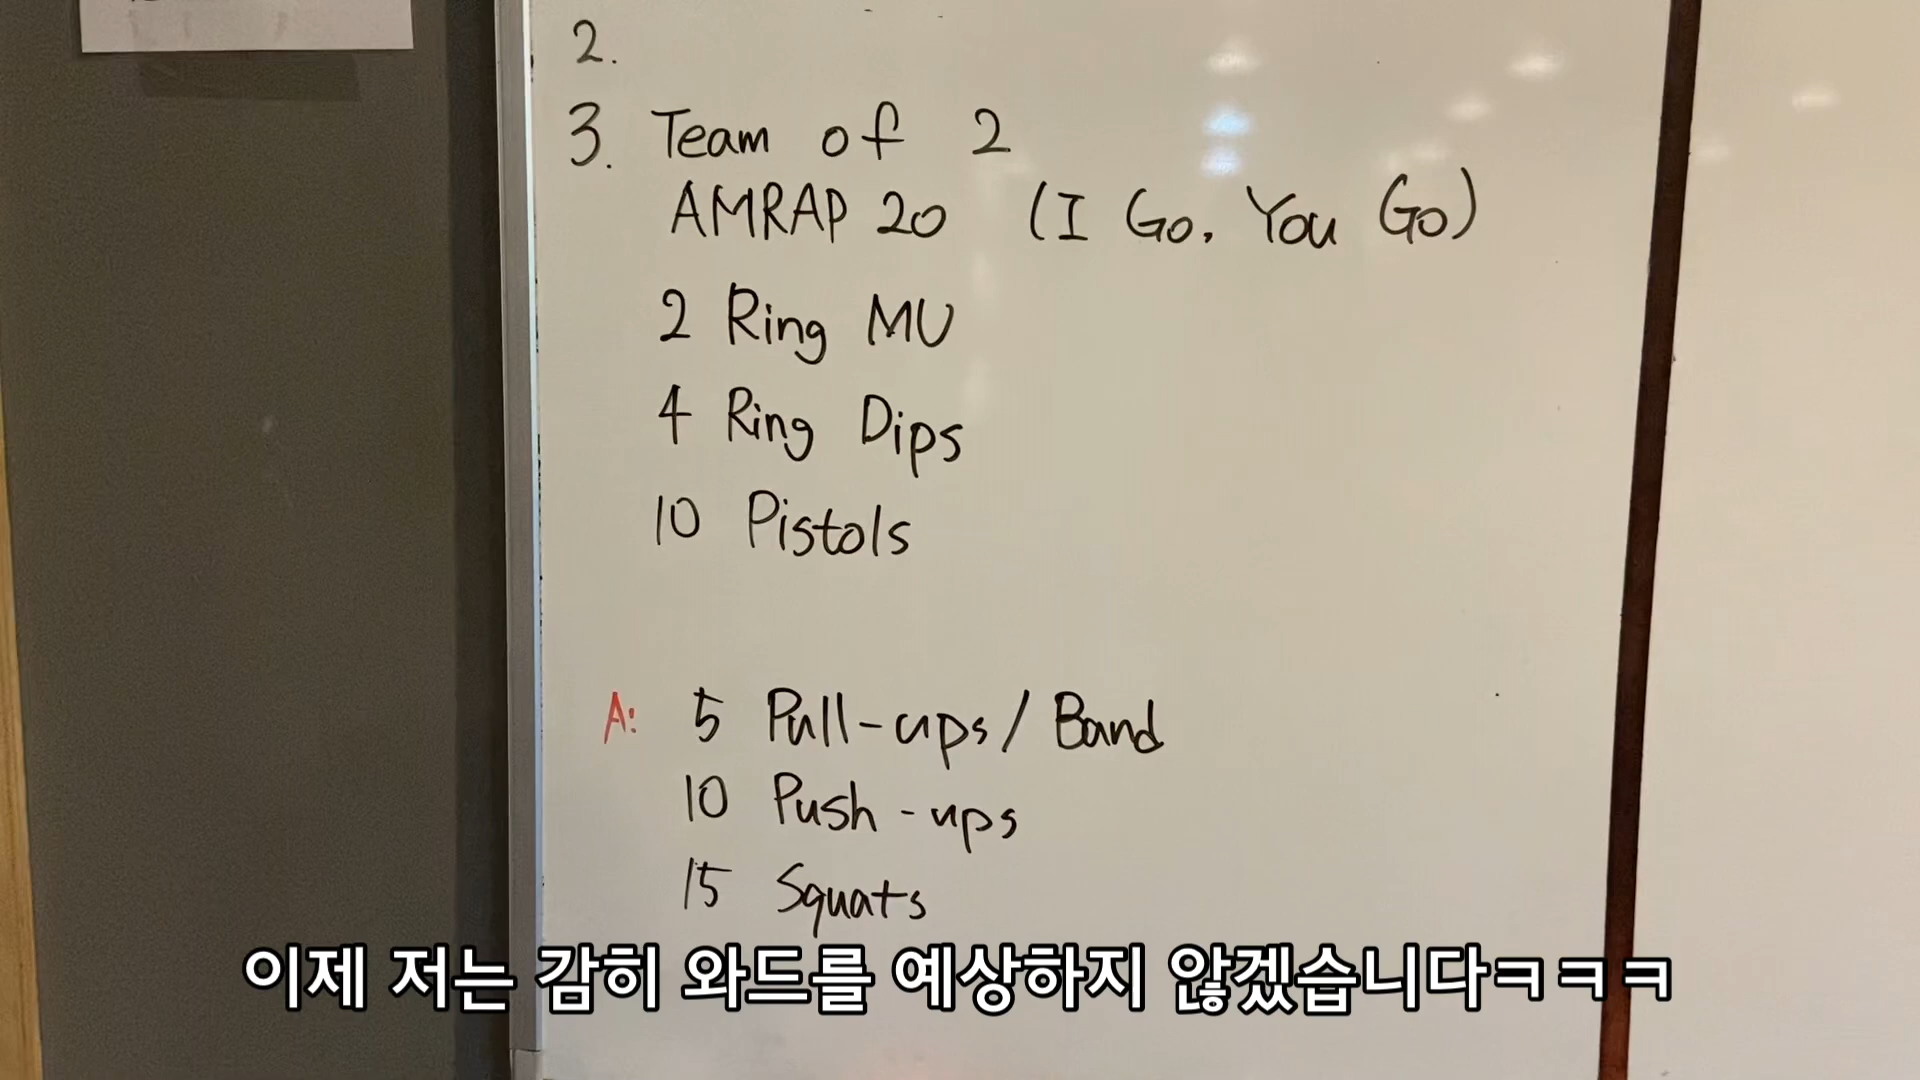 2.
3. Team of 2
AMRAP 20 (I Go, You Go)
2 Ring MU
4 Ring Dips
10 Pistols
A: 5 Pull-ups / Band
10 Push-ups
15 Squats
이제 저는 감히 와드를 예상하지 않겠습니다ㅋㅋㅋ